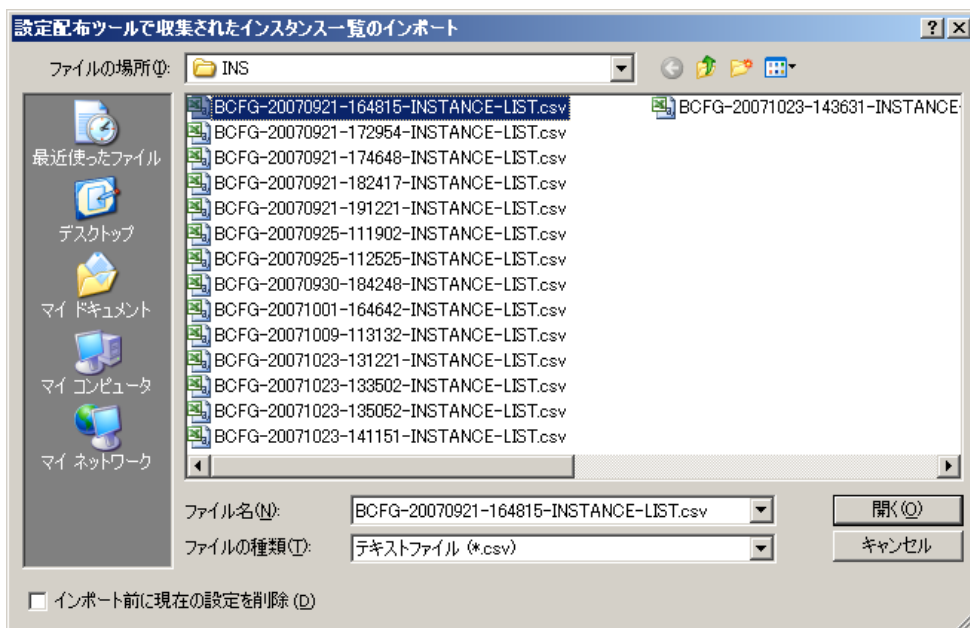 設定配布ツールで収集されたインスタンス一覧のインポート
ファイルの場所(I):
INS
最近使ったファイル
デスクトップ
マイ ドキュメント
マイ コンピュータ
マイ ネットワーク
BCFG-20070921-164815-INSTANCE-LIST.csv
BCFG-20070921-172954-INSTANCE-LIST.csv
BCFG-20070921-174648-INSTANCE-LIST.csv
BCFG-20070921-182417-INSTANCE-LIST.csv
BCFG-20070921-191221-INSTANCE-LIST.csv
BCFG-20070925-111902-INSTANCE-LIST.csv
BCFG-20070925-112525-INSTANCE-LIST.csv
BCFG-20070930-184248-INSTANCE-LIST.csv
BCFG-20071001-164642-INSTANCE-LIST.csv
BCFG-20071009-113132-INSTANCE-LIST.csv
BCFG-20071023-131221-INSTANCE-LIST.csv
BCFG-20071023-133502-INSTANCE-LIST.csv
BCFG-20071023-135052-INSTANCE-LIST.csv
BCFG-20071023-141151-INSTANCE-LIST.csv
BCFG-20071023-143631-INSTANCE-
ファイル名(N):
BCFG-20070921-164815-INSTANCE-LIST.csv
開く(O)
ファイルの種類(T):
テキストファイル (*.csv)
キャンセル
インポート前に現在の設定を削除 (D)